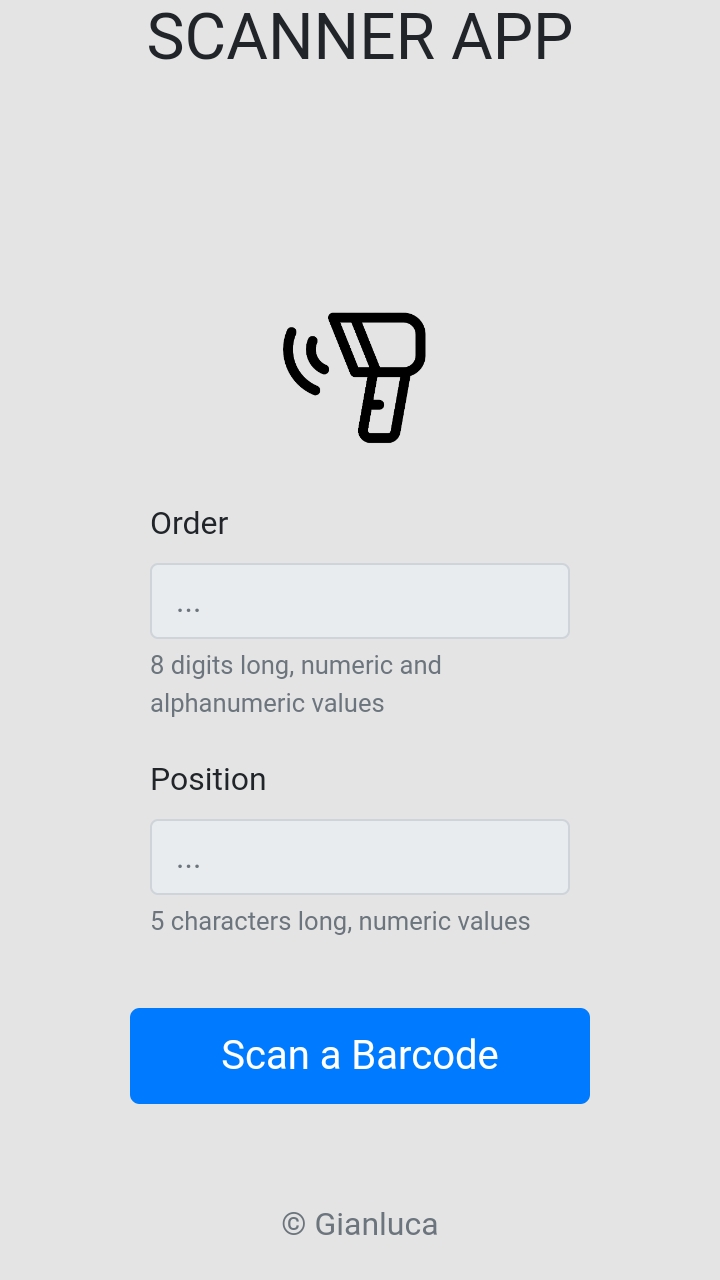 SCANNER APP
Order
...
8 digits long, numeric and
alphanumeric values
Position
...
5 characters long, numeric values
Scan a Barcode
© Gianluca